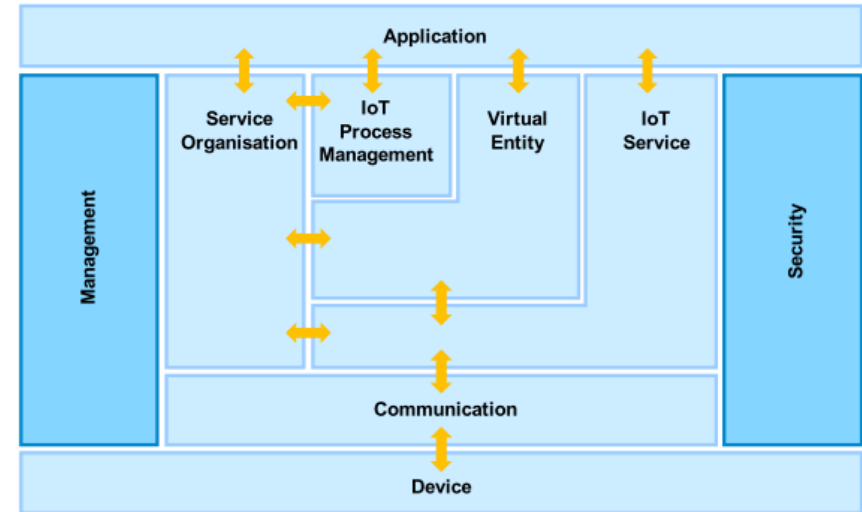 Application
Service
Organisation
IoT
Process
Management
Virtual
Entity
IoT
Service
Management
Security
Communication
Device